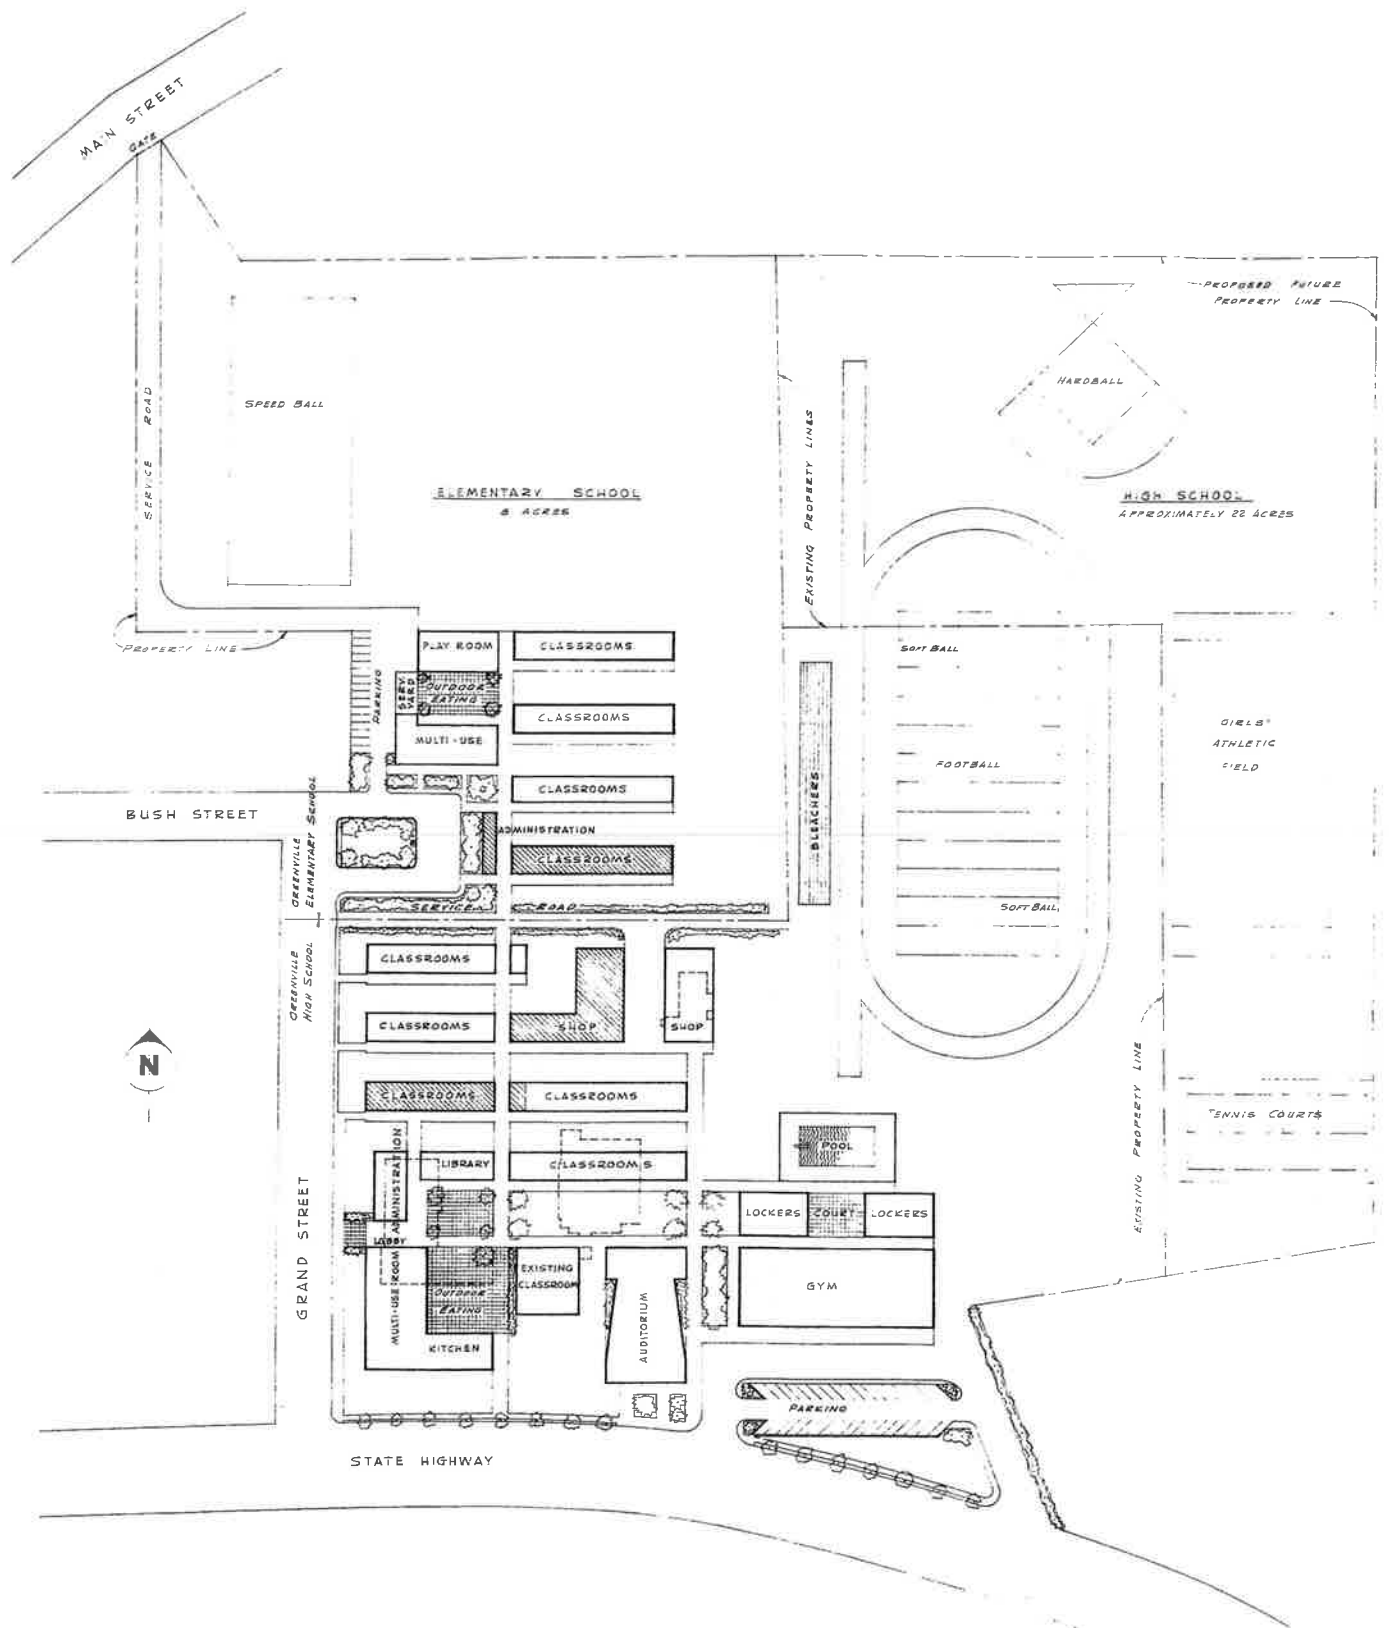 MAIN STREET
GATE
PROPOSED FUTURE
PROPERTY LINE
HARDBALL
SPEED BALL
SERVICE ROAD
EXISTING PROPERTY LINES
ELEMENTARY SCHOOL
8 ACRES
HIGH SCHOOL
APPROXIMATELY 22 ACRES
PROPERTY LINE
PLAY ROOM
CLASSROOMS
SOFT BALL
PARKING
SERV. YARD
OUTDOOR
EATING
CLASSROOMS
MULTI-USE
GIRLS'
ATHLETIC
FIELD
FOOTBALL
BUSH STREET
CLASSROOMS
BLEACHERS
ADMINISTRATION
CLASSROOMS
GREENVILLE
ELEMENTARY SCHOOL
SERVICE ROAD
SOFT BALL
GREENVILLE
HIGH SCHOOL
CLASSROOMS
CLASSROOMS
SHOP
SHOP
N
EXISTING PROPERTY LINE
CLASSROOMS
CLASSROOMS
TENNIS COURTS
POOL
ADMINISTRATION
LIBRARY
CLASSROOMS
GRAND STREET
LOCKERS
COURT
LOCKERS
LOBBY
MULTI-USE ROOM
EXISTING
CLASSROOM
OUTDOOR
EATING
GYM
AUDITORIUM
KITCHEN
PARKING
STATE HIGHWAY